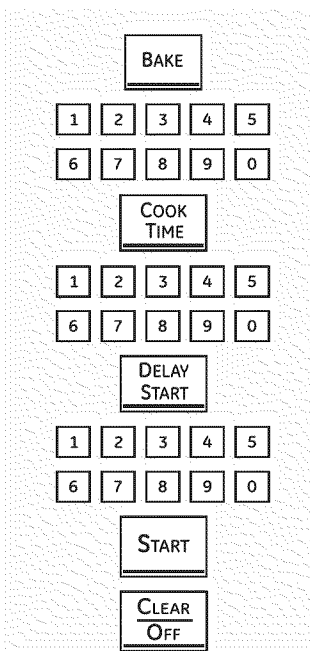 BAKE
1 2 3 4 5
6 7 8 9 0
COOK
TIME
1 2 3 4 5
6 7 8 9 0
DELAY
START
1 2 3 4 5
6 7 8 9 0
START
CLEAR
OFF